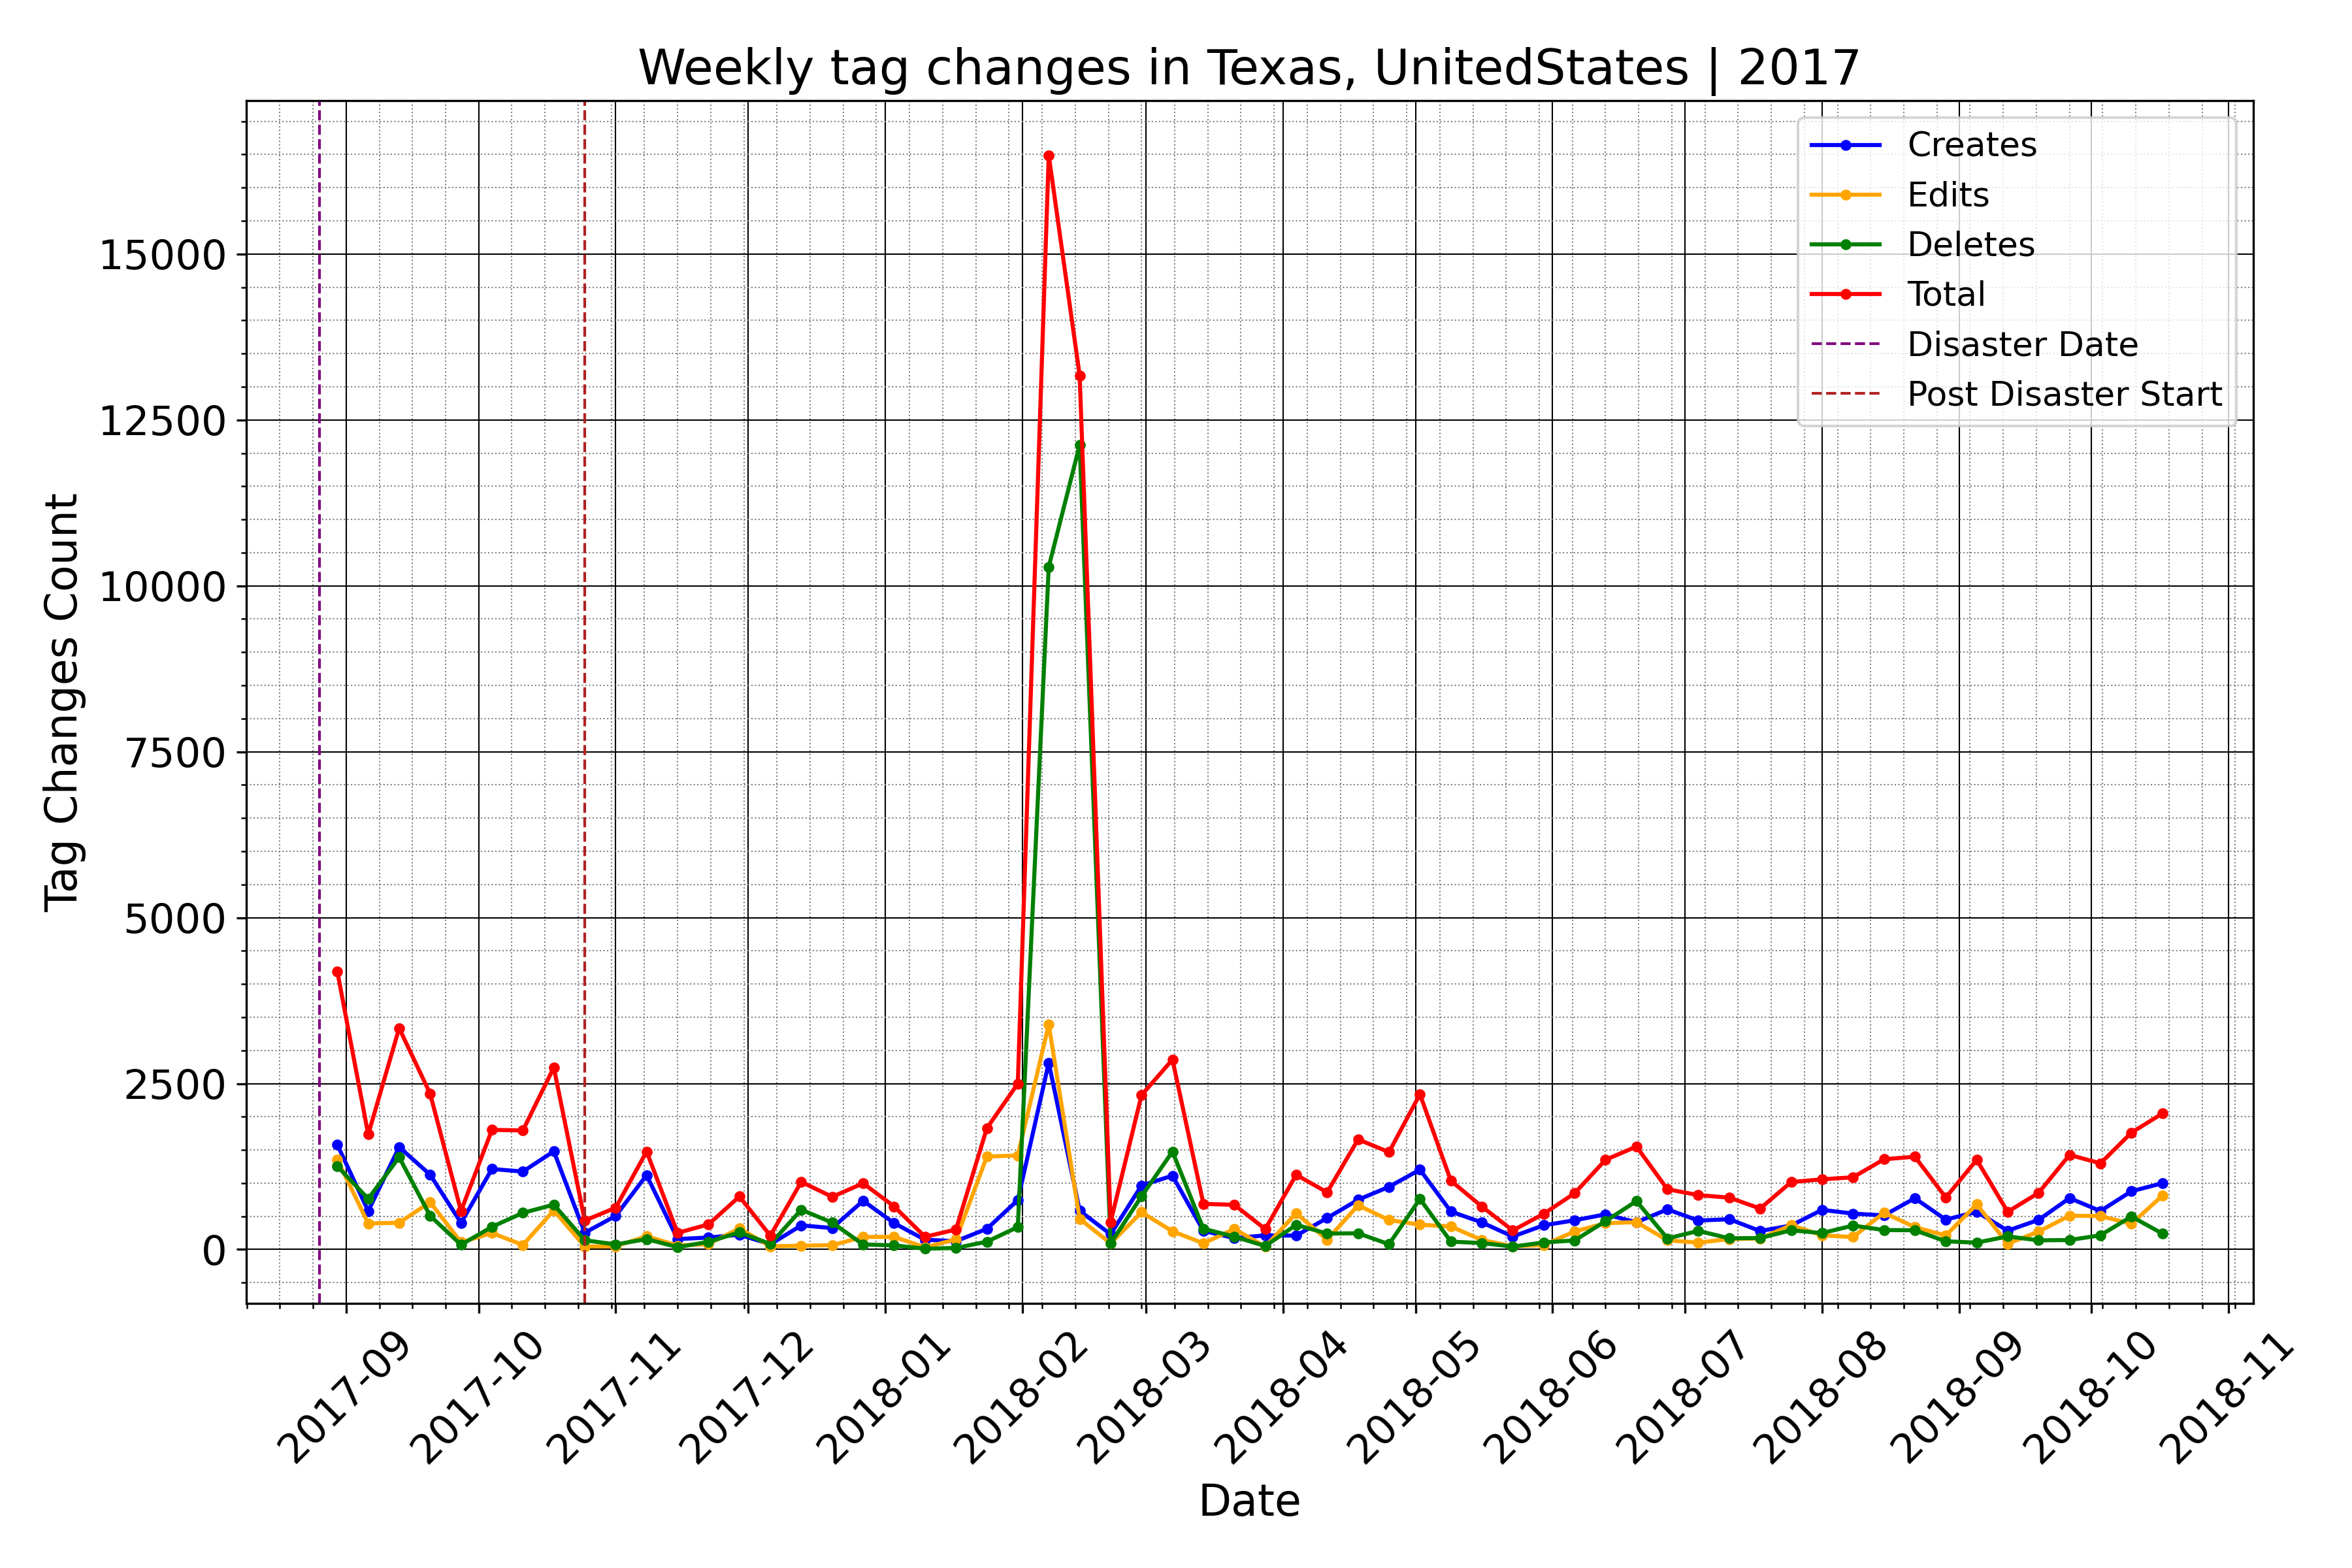 Weekly tag changes in Texas, UnitedStates | 2017
Creates
Edits
Deletes
Total
Disaster Date
Post Disaster Start
Tag Changes Count
15000
12500
10000
7500
5000
2500
0
2017-09
2017-10
2017-11
2017-12
2018-01
2018-02
2018-03
2018-04
2018-05
2018-06
2018-07
2018-08
2018-09
2018-10
2018-11
Date